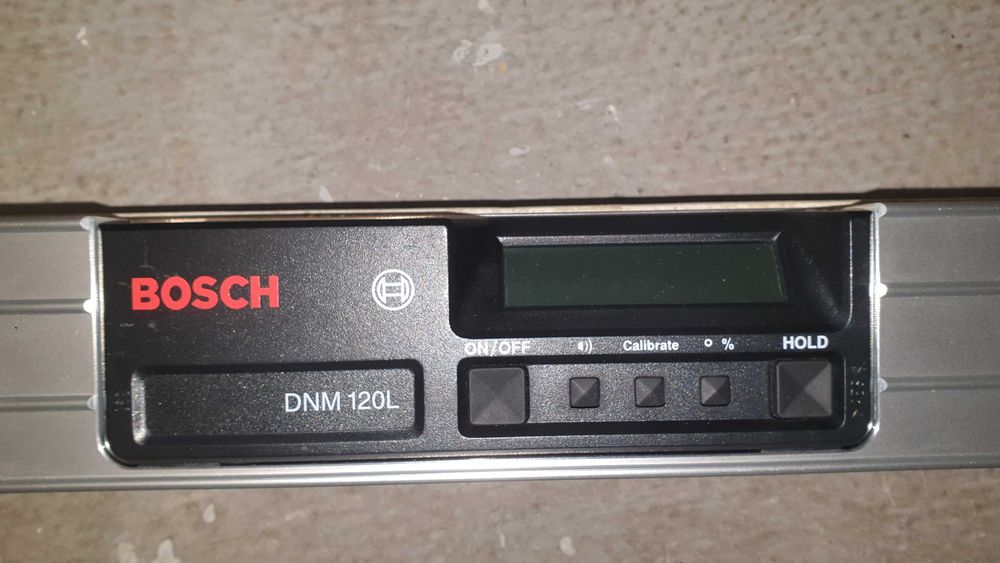 BOSCH
DNM 120L
ON/OFF
Calibrate
° %
HOLD